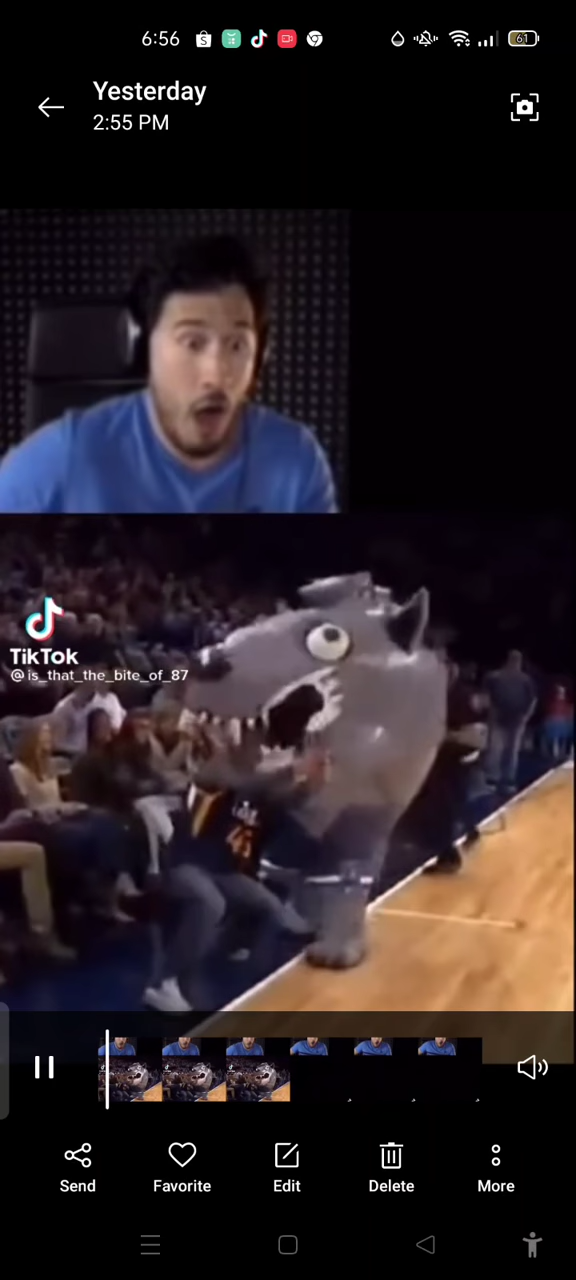 6:56
61
Yesterday
2:55 PM
TikTok
@is_that_the_bite_of_87
Send
Favorite
Edit
Delete
More